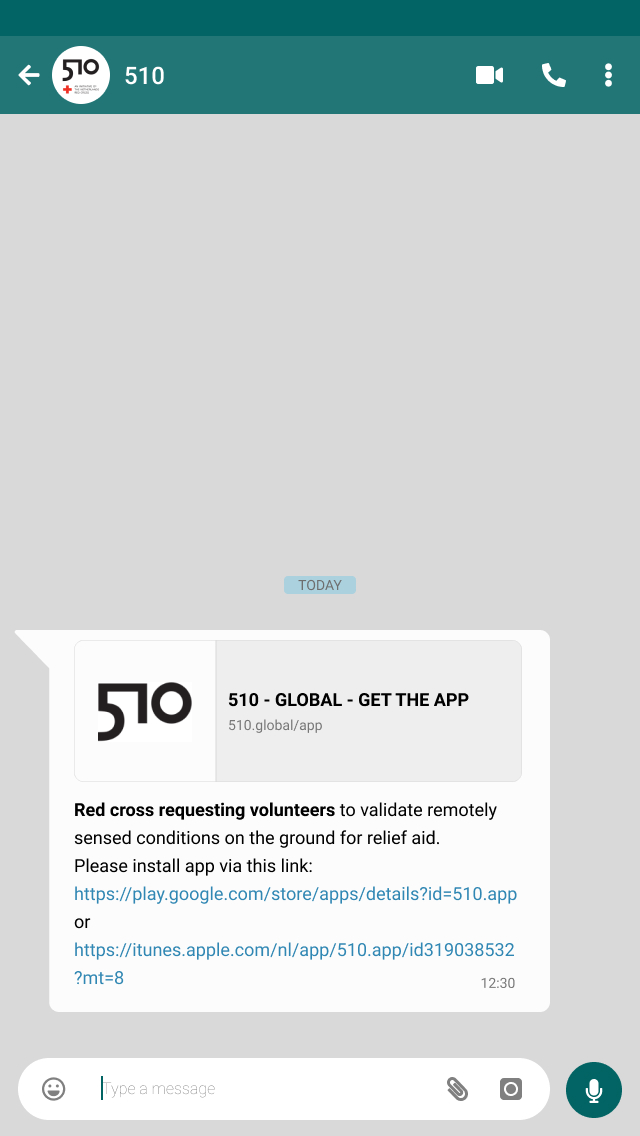 510
510
TODAY
510
510 - GLOBAL - GET THE APP
510.global/app
Red cross requesting volunteers to validate remotely
sensed conditions on the ground for relief aid.
Please install app via this link:
https://play.google.com/store/apps/details?id=510.app
or
https://itunes.apple.com/nl/app/510.app/id319038532
?mt=8
12:30
Type a message